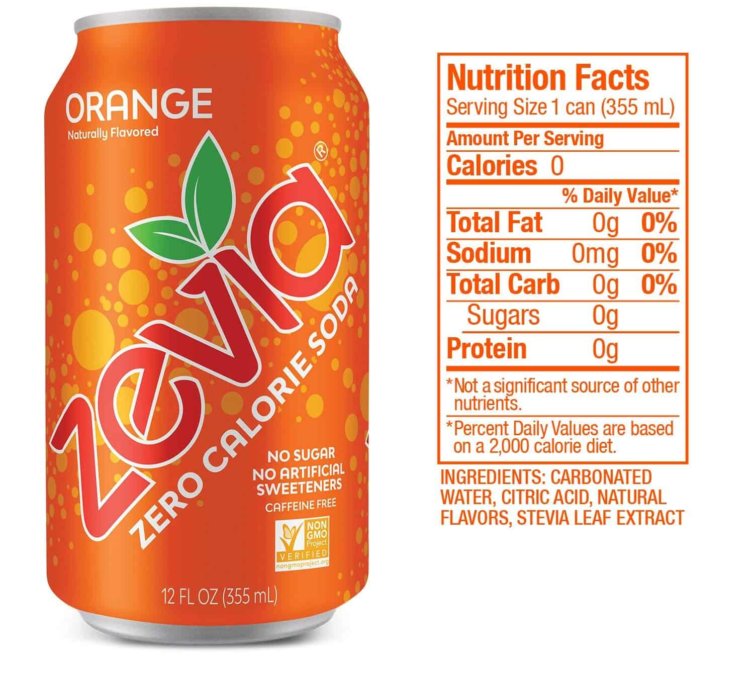 ORANGE
Naturally Flavored
zevia®
ZERO CALORIE SODA
NO SUGAR
NO ARTIFICIAL
SWEETENERS
CAFFEINE FREE
NON
GMO
Project
VERIFIED
nongmoproject.org
12 FL OZ (355 mL)
Nutrition Facts
Serving Size 1 can (355 mL)
Amount Per Serving
Calories 0
% Daily Value*
Total Fat 0g 0%
Sodium 0mg 0%
Total Carb 0g 0%
Sugars 0g
Protein 0g
*Not a significant source of other
nutrients.
*Percent Daily Values are based
on a 2,000 calorie diet.
INGREDIENTS: CARBONATED
WATER, CITRIC ACID, NATURAL
FLAVORS, STEVIA LEAF EXTRACT